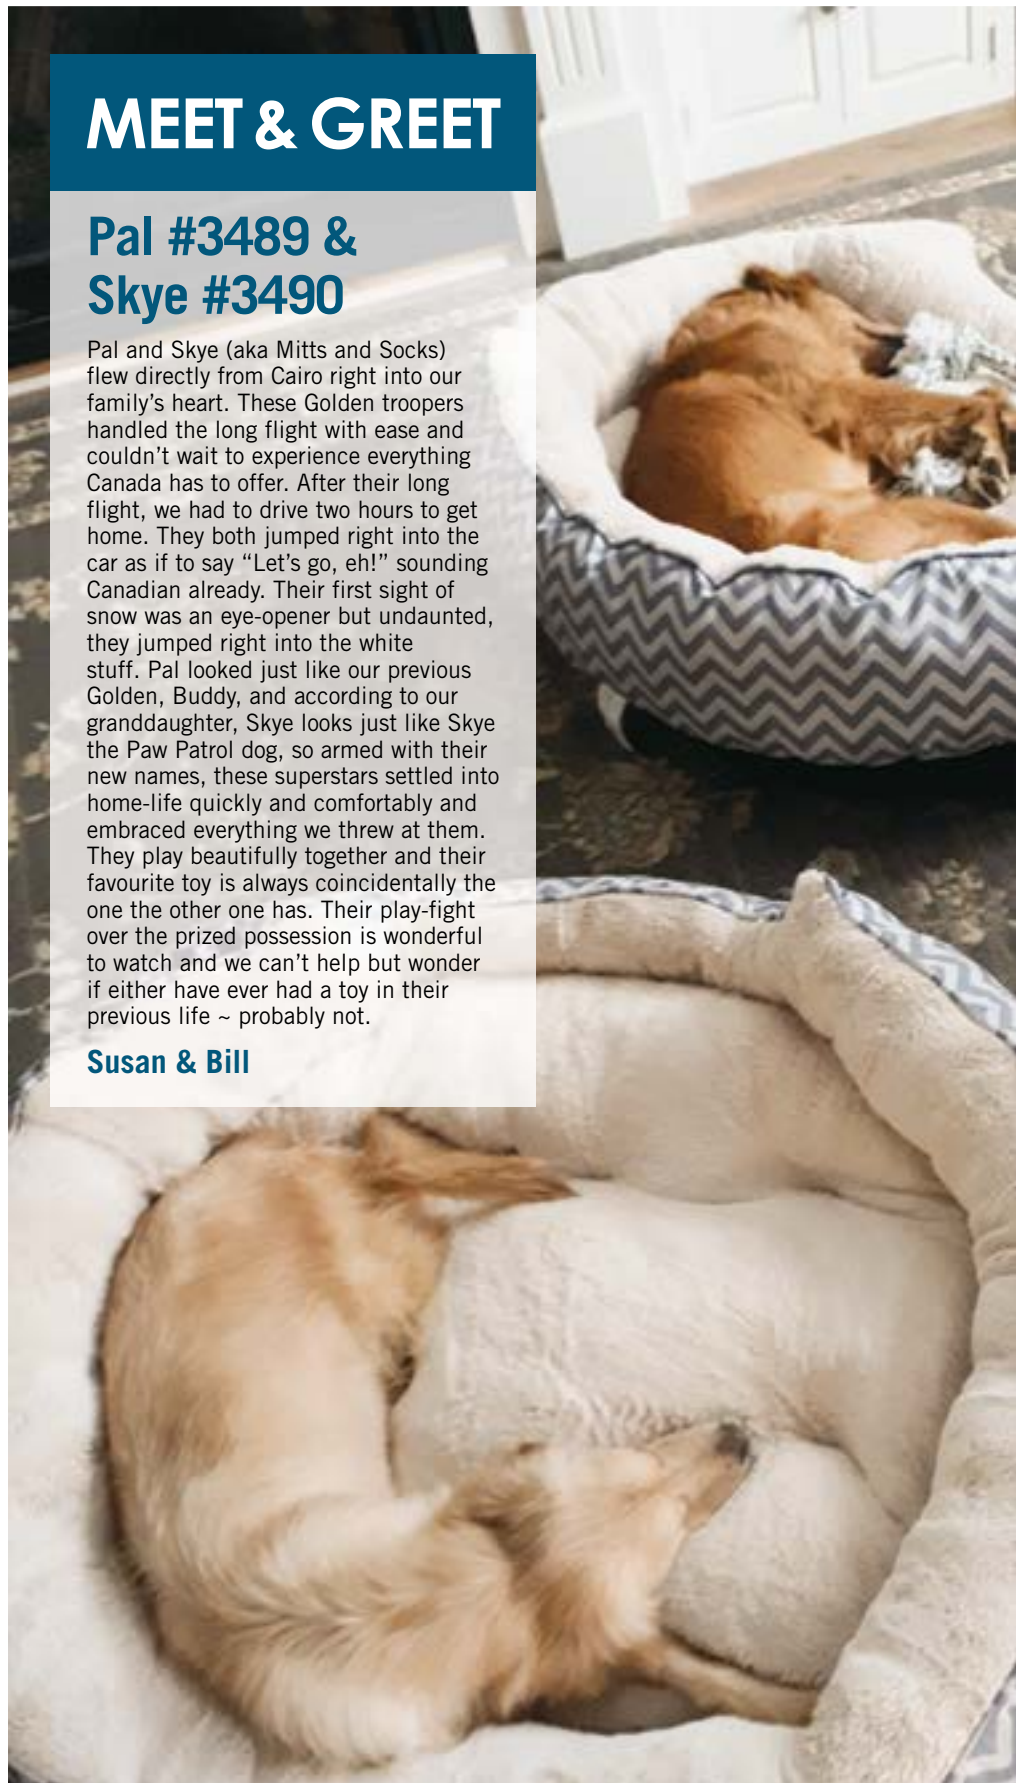 MEET & GREET
Pal #3489 &
Skye #3490
Pal and Skye (aka Mitts and Socks)
flew directly from Cairo right into our
family’s heart. These Golden troopers
handled the long flight with ease and
couldn’t wait to experience everything
Canada has to offer. After their long
flight, we had to drive two hours to get
home. They both jumped right into the
car as if to say “Let’s go, eh!” sounding
Canadian already. Their first sight of
snow was an eye-opener but undaunted,
they jumped right into the white
stuff. Pal looked just like our previous
Golden, Buddy, and according to our
granddaughter, Skye looks just like Skye
the Paw Patrol dog, so armed with their
new names, these superstars settled into
home-life quickly and comfortably and
embraced everything we threw at them.
They play beautifully together and their
favourite toy is always coincidentally the
one the other one has. Their play-fight
over the prized possession is wonderful
to watch and we can’t help but wonder
if either have ever had a toy in their
previous life ~ probably not.
Susan & Bill